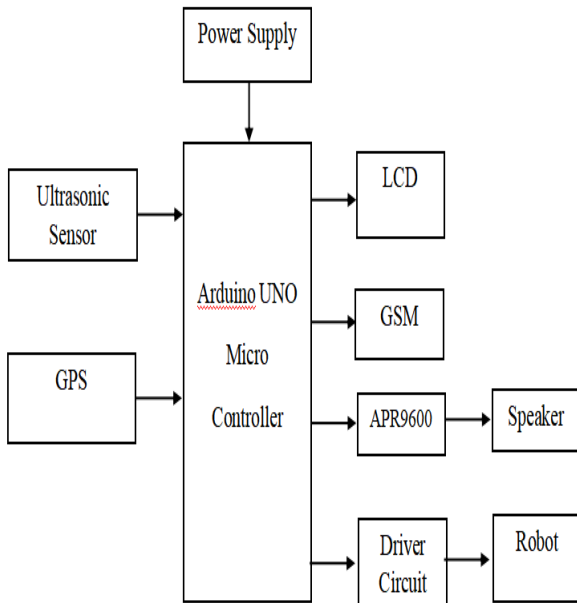 Power Supply
Ultrasonic
Sensor
GPS
Arduino UNO
Micro
Controller
LCD
GSM
APR9600
Speaker
Driver
Circuit
Robot